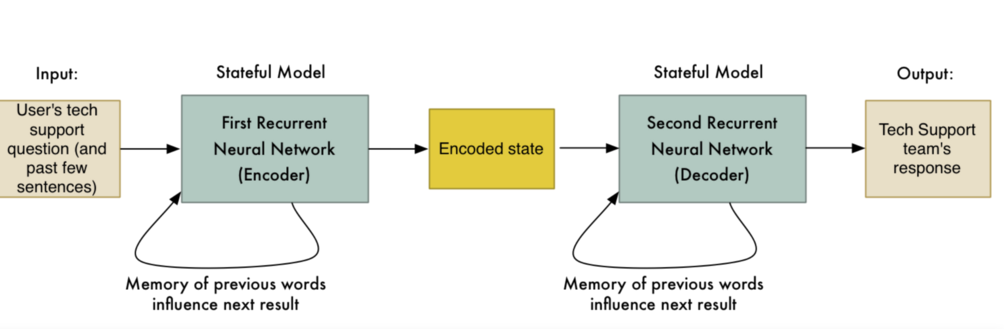 Input:
User's tech
support
question (and
past few
sentences)
Stateful Model
First Recurrent
Neural Network
(Encoder)
Memory of previous words
influence next result
Encoded state
Stateful Model
Second Recurrent
Neural Network
(Decoder)
Memory of previous words
influence next result
Output:
Tech Support
team's
response